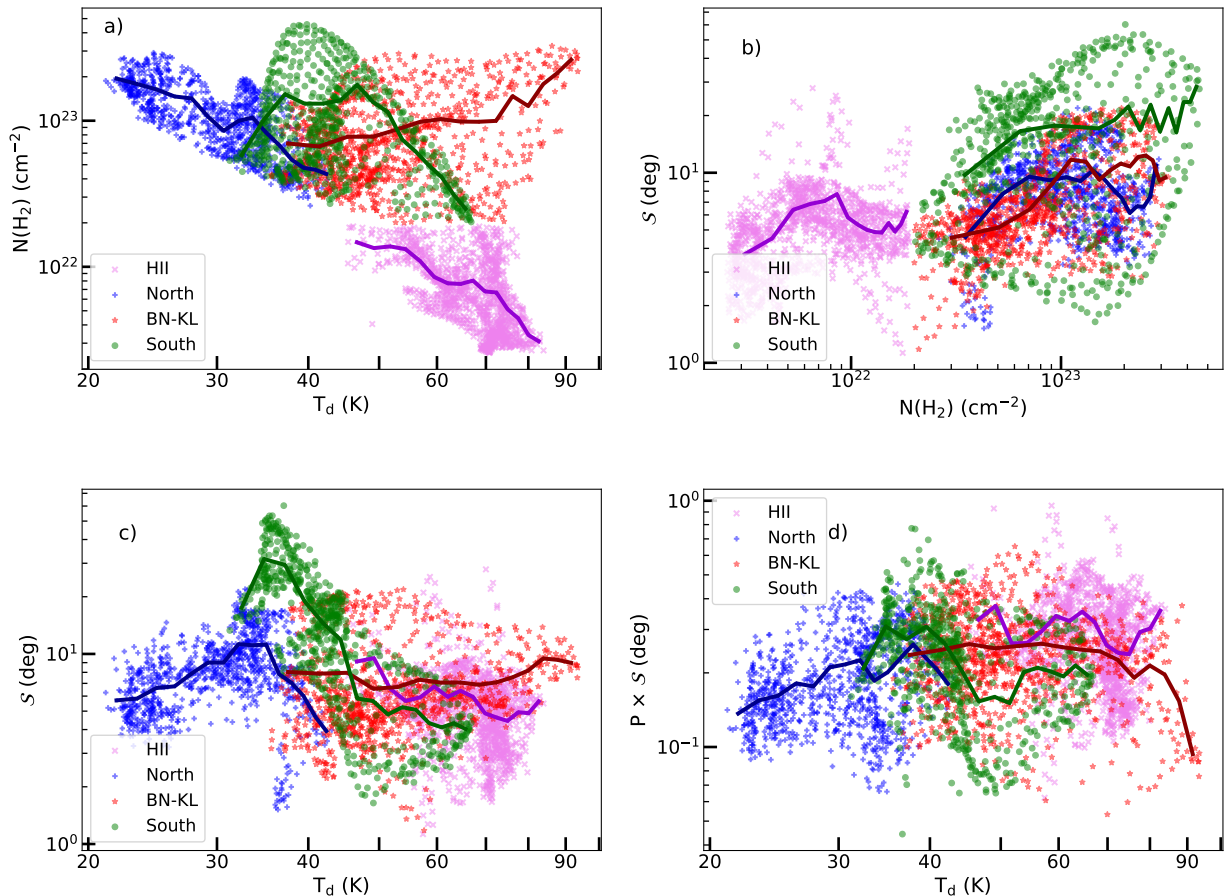 a)
N(H₂) (cm⁻²)
10²³
10²²
HII
North
BN-KL
South
20 30 40 60 90
T_d (K)
b)
𝒮 (deg)
10¹
10⁰
HII
North
BN-KL
South
10²² 10²³
N(H₂) (cm⁻²)
c)
𝒮 (deg)
10¹
10⁰
HII
North
BN-KL
South
20 30 40 60 90
T_d (K)
d)
P × 𝒮 (deg)
10⁰
10⁻¹
HII
North
BN-KL
South
20 30 40 60 90
T_d (K)